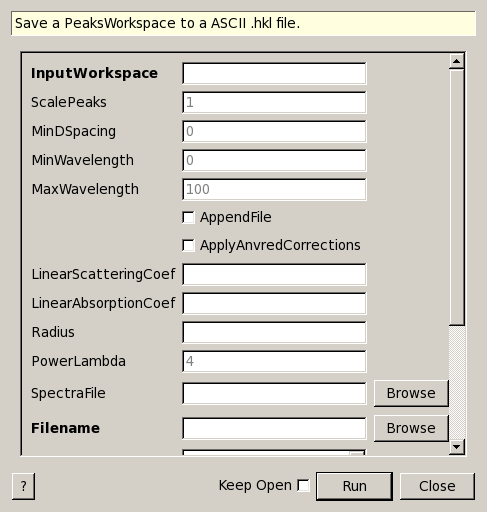 Save a PeaksWorkspace to a ASCII .hkl file.
InputWorkspace
ScalePeaks 1
MinDSpacing 0
MinWavelength 0
MaxWavelength 100
AppendFile
ApplyAnvredCorrections
LinearScatteringCoef
LinearAbsorptionCoef
Radius
PowerLambda 4
SpectraFile Browse
Filename Browse
? Keep Open Run Close